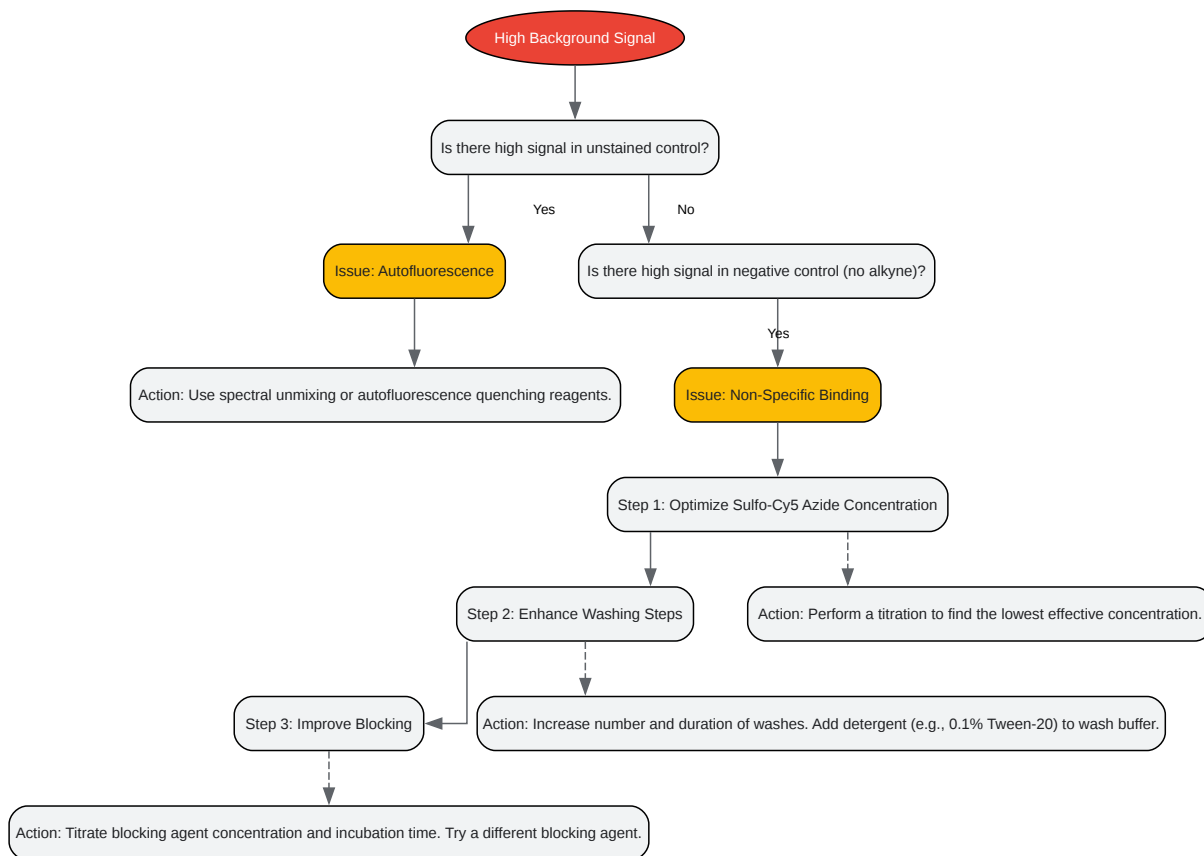 High Background Signal
Is there high signal in unstained control?
Yes
No
Issue: Autofluorescence
Is there high signal in negative control (no alkyne)?
Yes
Action: Use spectral unmixing or autofluorescence quenching reagents.
Issue: Non-Specific Binding
Step 1: Optimize Sulfo-Cy5 Azide Concentration
Step 2: Enhance Washing Steps
Action: Perform a titration to find the lowest effective concentration.
Step 3: Improve Blocking
Action: Increase number and duration of washes. Add detergent (e.g., 0.1% Tween-20) to wash buffer.
Action: Titrate blocking agent concentration and incubation time. Try a different blocking agent.